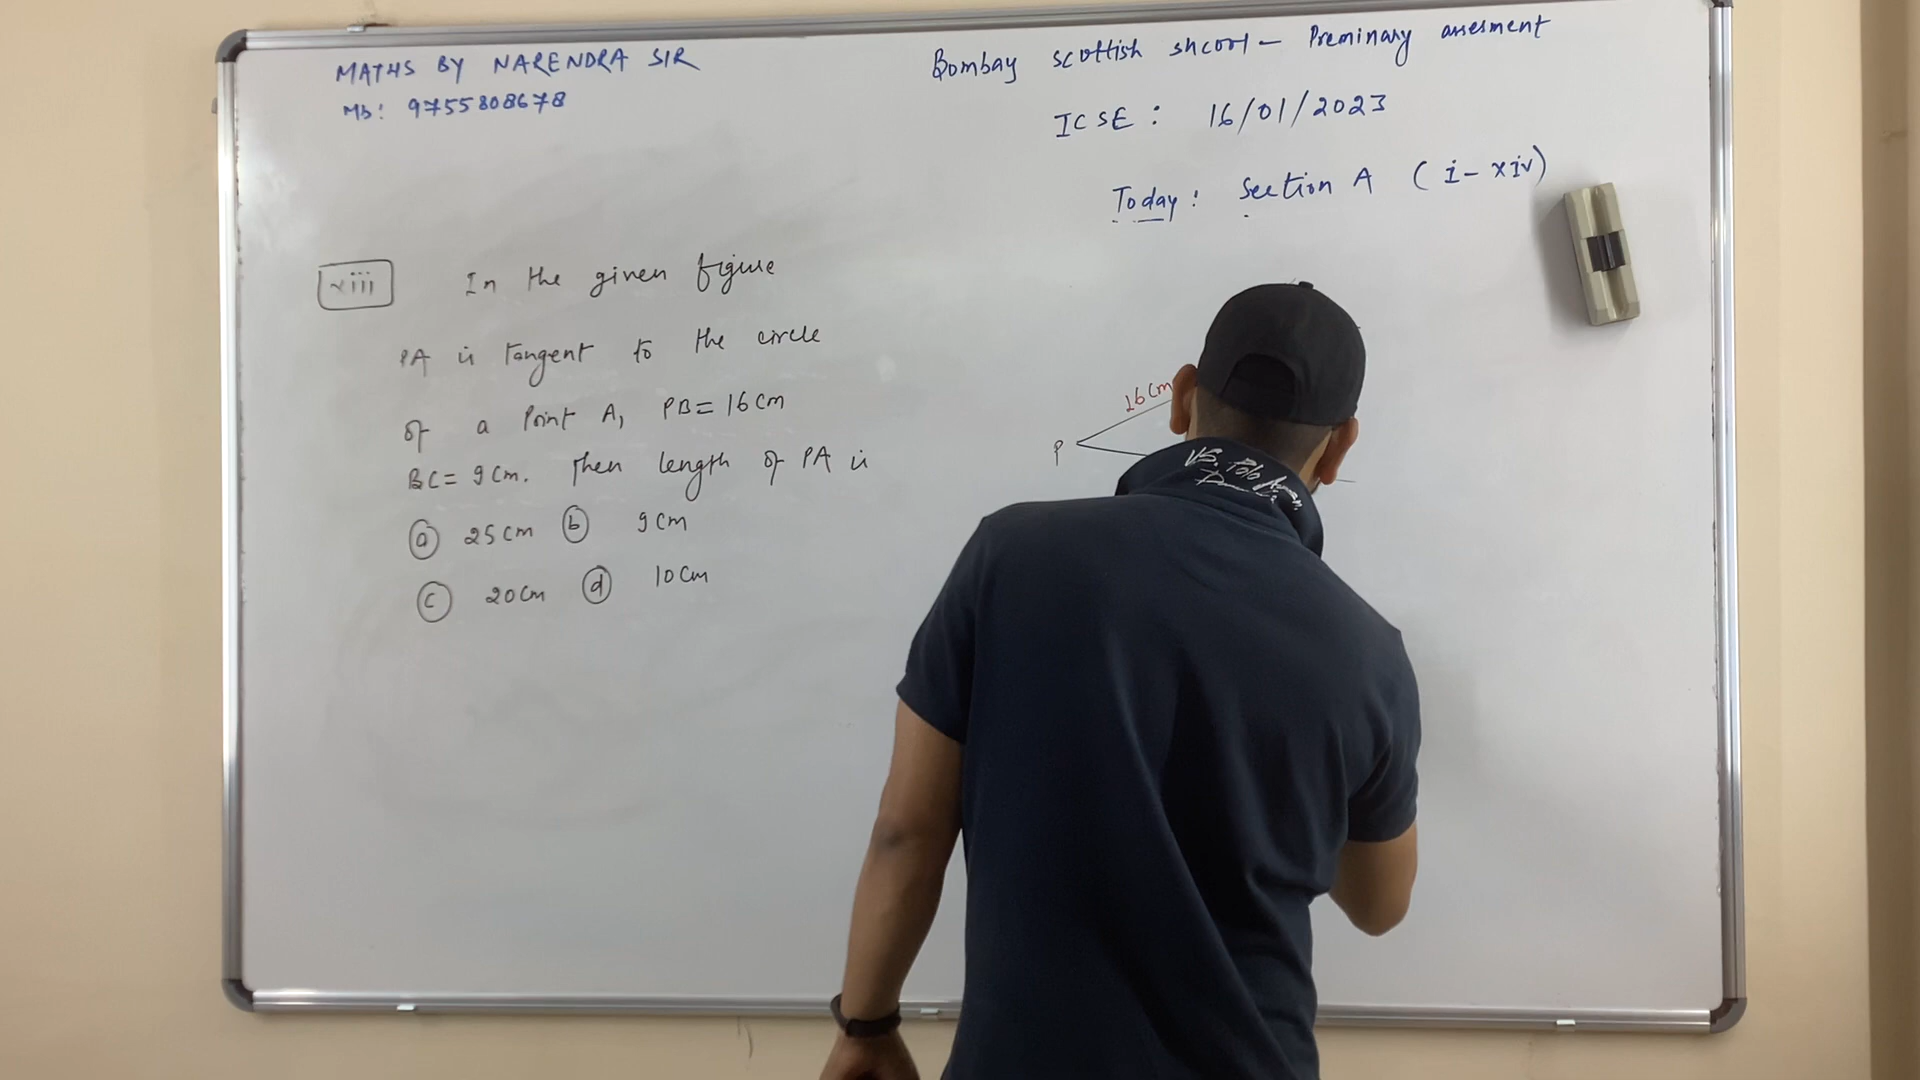 MATHS BY NARENDRA SIR
Mb: 9755808678
Bombay scottish shcool - Preminary assesment
ICSE: 16/01/2023
Today: Section A (i - xiv)
xiii In the given figure
PA is tangent to the circle
of a Point A, PB = 16 cm
BC = 9 cm. Then length of PA is
a 25 cm b 9 cm
c 20 cm d 10 cm
16 cm
P
U.S. Polo Assn.